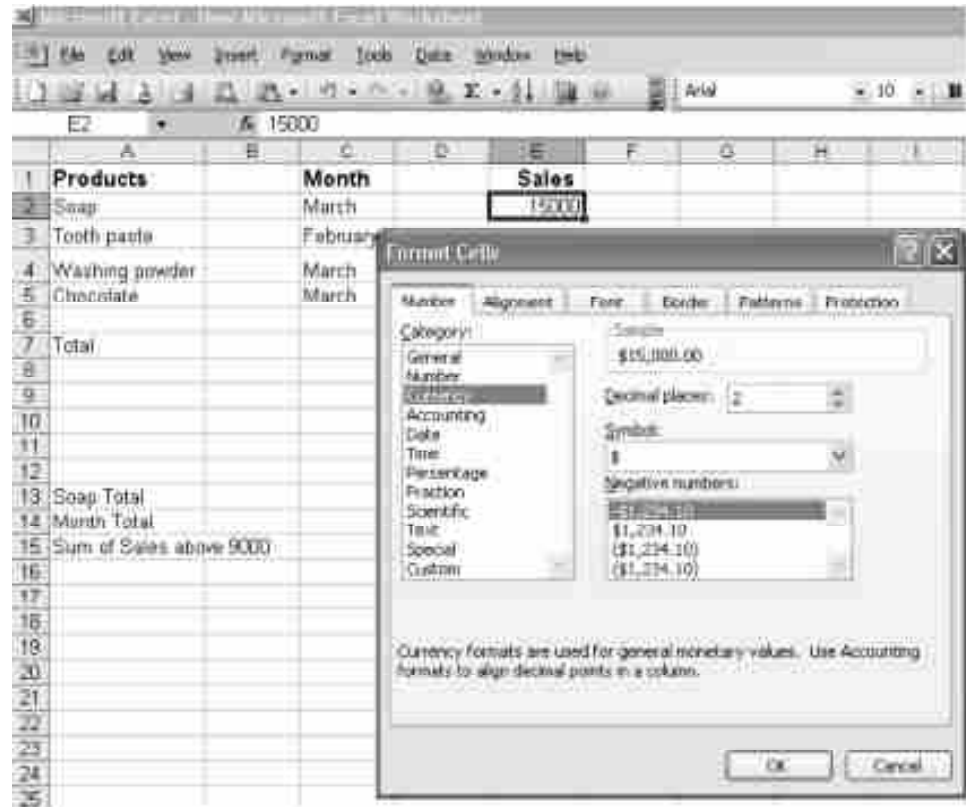 File Edit View Insert Format Tools Data Window Help
Arial 10 B
E2 fx 15000
A B C D E F G H I
1 Products Month Sales
2 Soap March 15000
3 Tooth paste February
4 Washing powder March
5 Chocolate March
6
7 Total
8
9
10
11
12
13 Soap Total
14 Month Total
15 Sum of Sales above 9000
16
17
18
19
20
21
22
23
24
25
Format Cells
Number Alignment Font Border Patterns Protection
Category:
General
Number
Currency
Accounting
Date
Time
Percentage
Fraction
Scientific
Text
Special
Custom
Sample
$15,000.00
Decimal places: 2
Symbol:
$
Negative numbers:
$1,234.10
($1,234.10)
($1,234.10)
Currency formats are used for general monetary values. Use Accounting
formats to align decimal points in a column.
OK Cancel